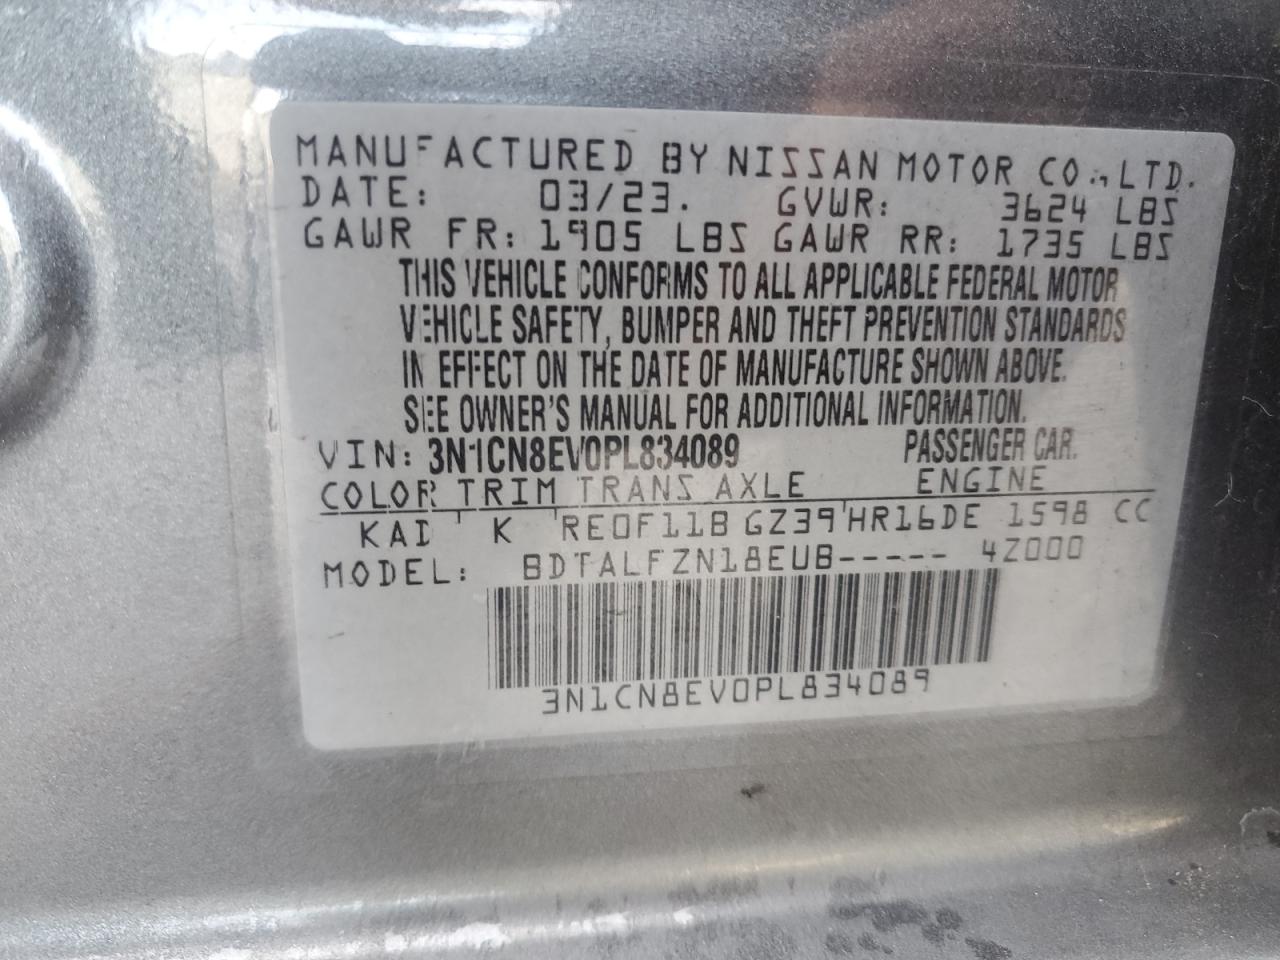 MANUFACTURED BY NISSAN MOTOR CO., LTD.
DATE: 03/23. GVWR: 3624 LBS
GAWR FR: 1905 LBS GAWR RR: 1735 LBS
THIS VEHICLE CONFORMS TO ALL APPLICABLE FEDERAL MOTOR
VEHICLE SAFETY, BUMPER AND THEFT PREVENTION STANDARDS
IN EFFECT ON THE DATE OF MANUFACTURE SHOWN ABOVE.
SEE OWNER'S MANUAL FOR ADDITIONAL INFORMATION.
VIN: 3N1CN8EV0PL834089 PASSENGER CAR.
COLOR TRIM TRANS AXLE ENGINE
KAD K RE0F11B GZ39 HR16DE 1598 CC
MODEL: BDTALFZN18EUB----- 4Z000
3N1CN8EV0PL834089